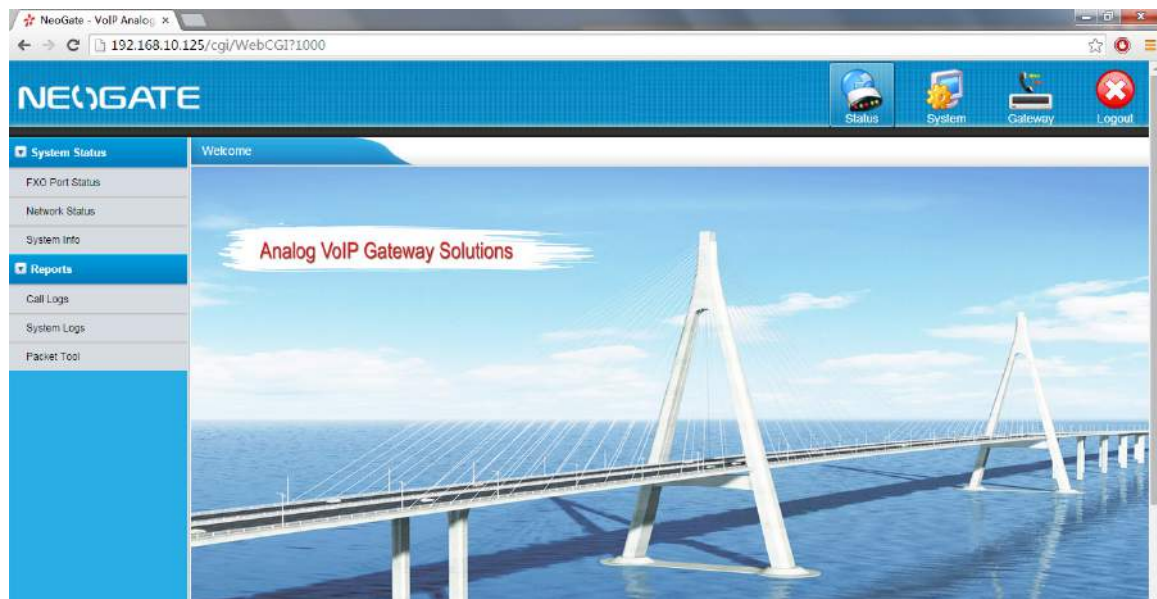 NeoGate - VoIP Analog
192.168.10.125/cgi/WebCGI?1000
NEOGATE
Status
System
Gateway
Logout
System Status
Welcome
FXO Port Status
Network Status
System Info
Analog VoIP Gateway Solutions
Reports
Call Logs
System Logs
Packet Tool